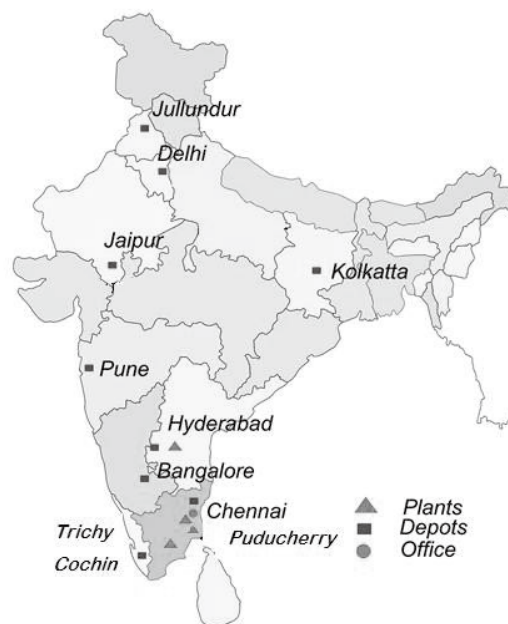 Jullundur
Delhi
Jaipur
Kolkatta
Pune
Hyderabad
Bangalore
Chennai
Trichy
Puducherry
Cochin
Plants
Depots
Office